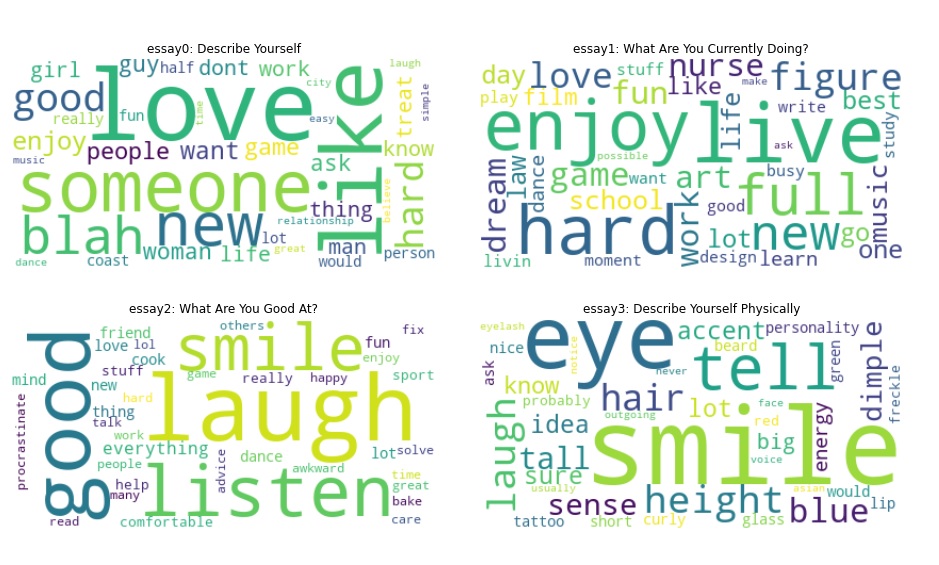 essay0: Describe Yourself
girl guy half dont work laugh
good love city treat simple
really fun time easy like
enjoy people want game know
music ask hard believe
someone new thing relationship
blah lot woman life great man person
dance coast would
essay1: What Are You Currently Doing?
day love stuff nurse make figure
play film fun like write best
enjoy live life ask study
possible law dance game want art busy
dream school work good full music
hard lot new go one
livin moment design learn
essay2: What Are You Good At?
friend others fix
love lol smile fun
good cook enjoy
mind stuff game really happy sport
new hard laugh
procrastinate thing talk
work everything lot solve
people advice dance awkward
help many listen time great
bake
read comfortable care
essay3: Describe Yourself Physically
eyelash eye accent personality
nice notice beard green dimple
ask never tell
know hair freckle
probably outgoing lot face
laugh idea red energy
tall smile big voice
sure usually asian would
sense height blue lip
tattoo short curly glass